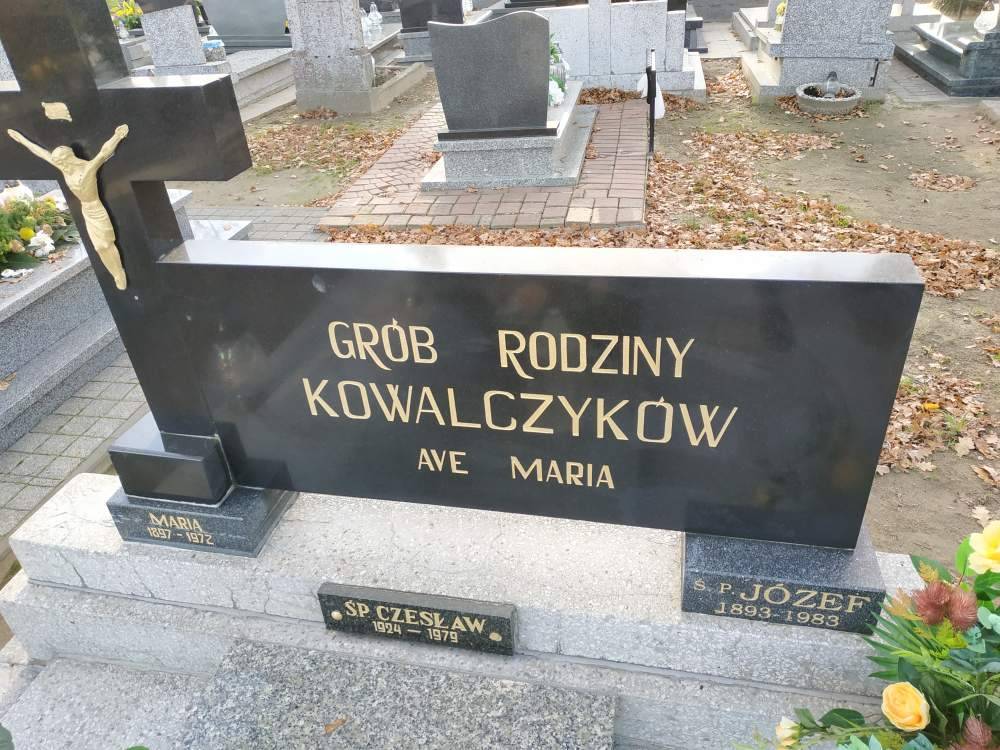 GRÓB RODZINY
KOWALCZYKÓW
AVE MARIA
MARIA
1897-1972
ŚP. CZESŁAW
1924 — 1979
Ś. P. JÓZEF
1893-1983